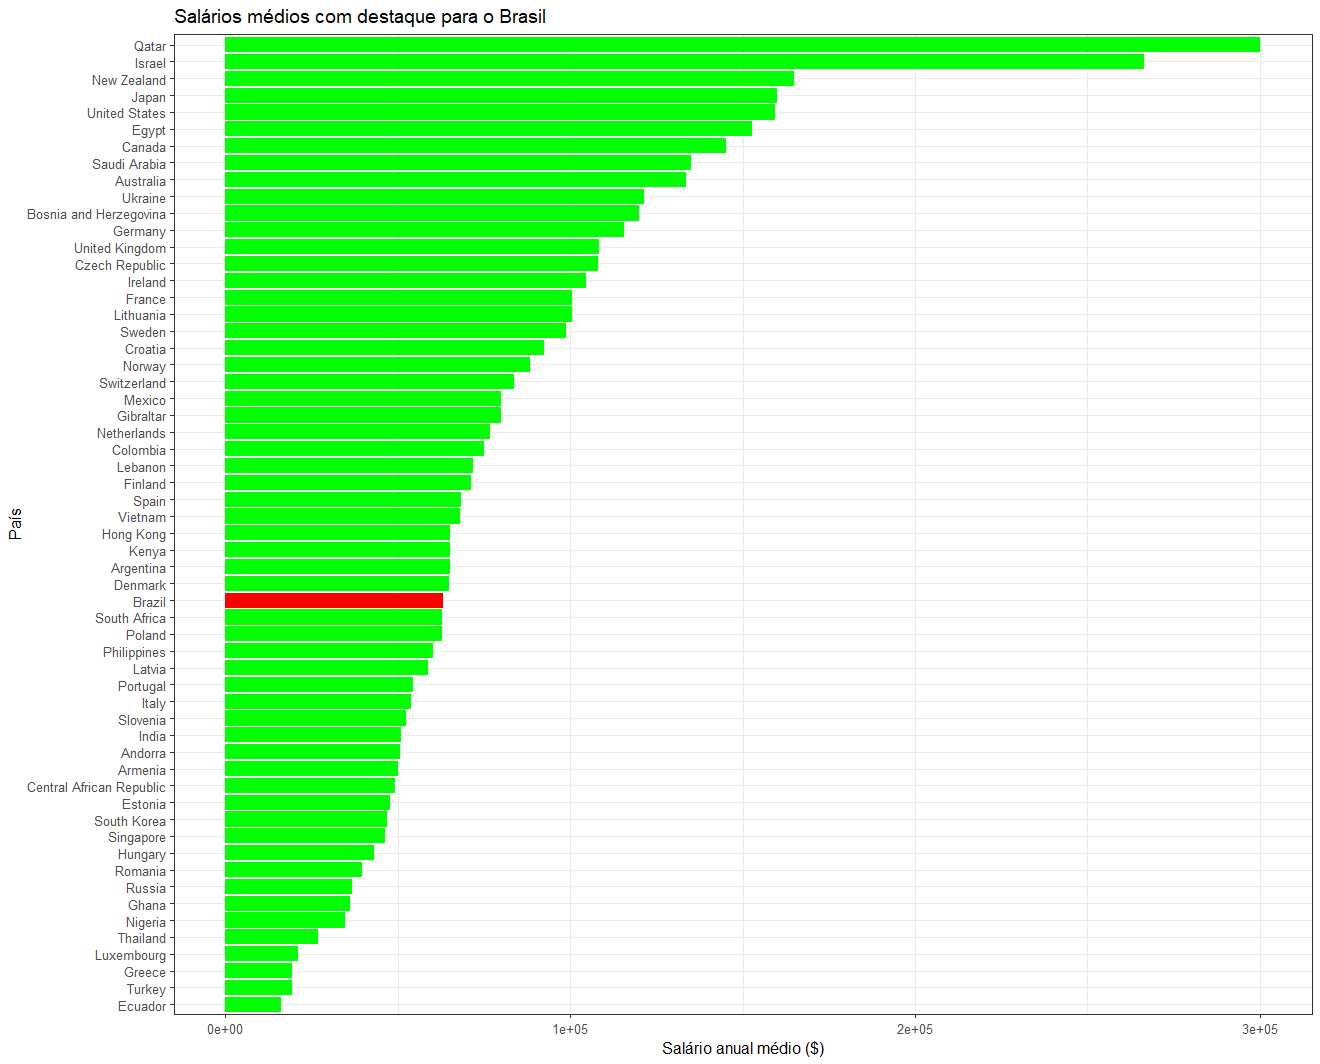 Salários médios com destaque para o Brasil
Qatar
Israel
New Zealand
Japan
United States
Egypt
Canada
Saudi Arabia
Australia
Ukraine
Bosnia and Herzegovina
Germany
United Kingdom
Czech Republic
Ireland
France
Lithuania
Sweden
Croatia
Norway
Switzerland
Mexico
Gibraltar
Netherlands
Colombia
Lebanon
Finland
Spain
Vietnam
Hong Kong
Kenya
Argentina
Denmark
Brazil
South Africa
Poland
Philippines
Latvia
Portugal
Italy
Slovenia
India
Andorra
Armenia
Central African Republic
Estonia
South Korea
Singapore
Hungary
Romania
Russia
Ghana
Nigeria
Thailand
Luxembourg
Greece
Turkey
Ecuador
País
0e+00 1e+05 2e+05 3e+05
Salário anual médio ($)